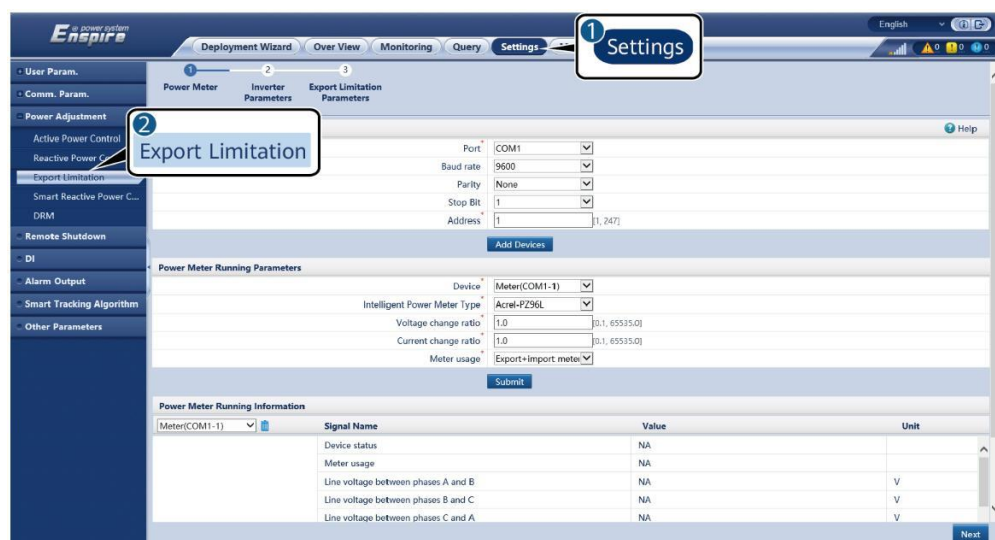 e power system
Enspire
English
Deployment Wizard Over View Monitoring Query Settings
1 Settings
0 0 0
User Param.
Comm. Param.
Power Adjustment
Active Power Control
Reactive Power
Export Limitation
Smart Reactive Power C...
DRM
Remote Shutdown
DI
Alarm Output
Smart Tracking Algorithm
Other Parameters
2 Export Limitation
1 2 3
Power Meter Inverter Parameters Export Limitation Parameters
Help
Port* COM1
Baud rate 9600
Parity None
Stop Bit 1
Address* 1 [1, 247]
Add Devices
Power Meter Running Parameters
Device* Meter(COM1-1)
Intelligent Power Meter Type* Acrel-PZ96L
Voltage change ratio* 1.0 [0.1, 65535.0]
Current change ratio* 1.0 [0.1, 65535.0]
Meter usage* Export+import meter
Submit
Power Meter Running Information
Meter(COM1-1) Signal Name Value Unit
Device status NA
Meter usage NA
Line voltage between phases A and B NA V
Line voltage between phases B and C NA V
Line voltage between phases C and A NA V
Next